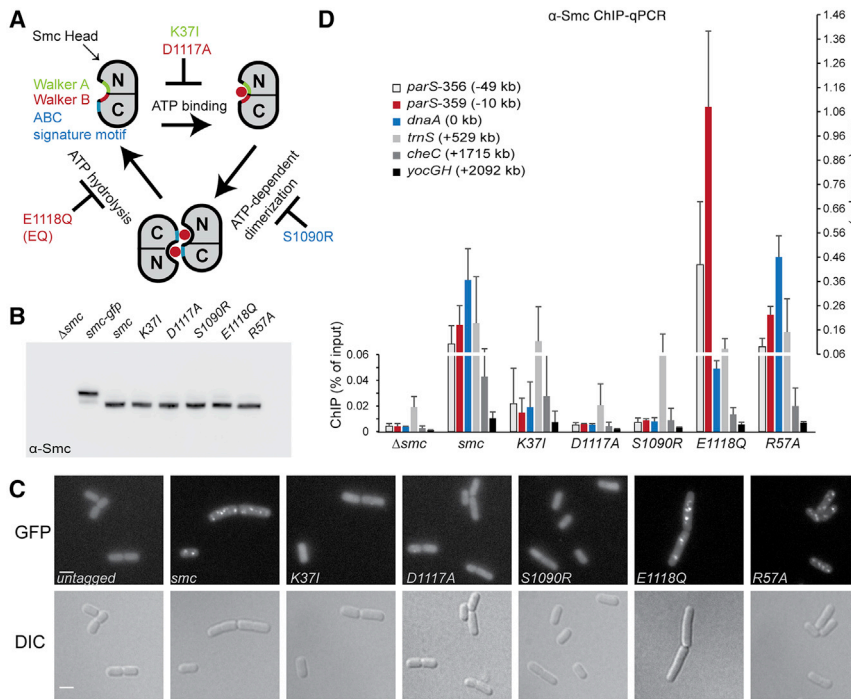 A
Smc Head
K37I
D1117A
N
C
N
C
Walker A
Walker B
ABC
signature motif
ATP binding
ATP hydrolysis
ATP-dependent
dimerization
E1118Q
(EQ)
S1090R
C
N
N
C
B
Δsmc
smc-gfp
smc
K37I
D1117A
S1090R
E1118Q
R57A
α-Smc
D
α-Smc ChIP-qPCR
parS-356 (-49 kb)
parS-359 (-10 kb)
dnaA (0 kb)
trnS (+529 kb)
cheC (+1715 kb)
yocGH (+2092 kb)
1.46
1.36
1.26
1.16
1.06
0.96
0.86
0.76
0.66
0.56
0.46
0.36
0.26
0.16
0.06
ChIP (% of input)
0.06
0.04
0.02
0
Δsmc
smc
K37I
D1117A
S1090R
E1118Q
R57A
C
GFP
untagged
smc
K37I
D1117A
S1090R
E1118Q
R57A
DIC